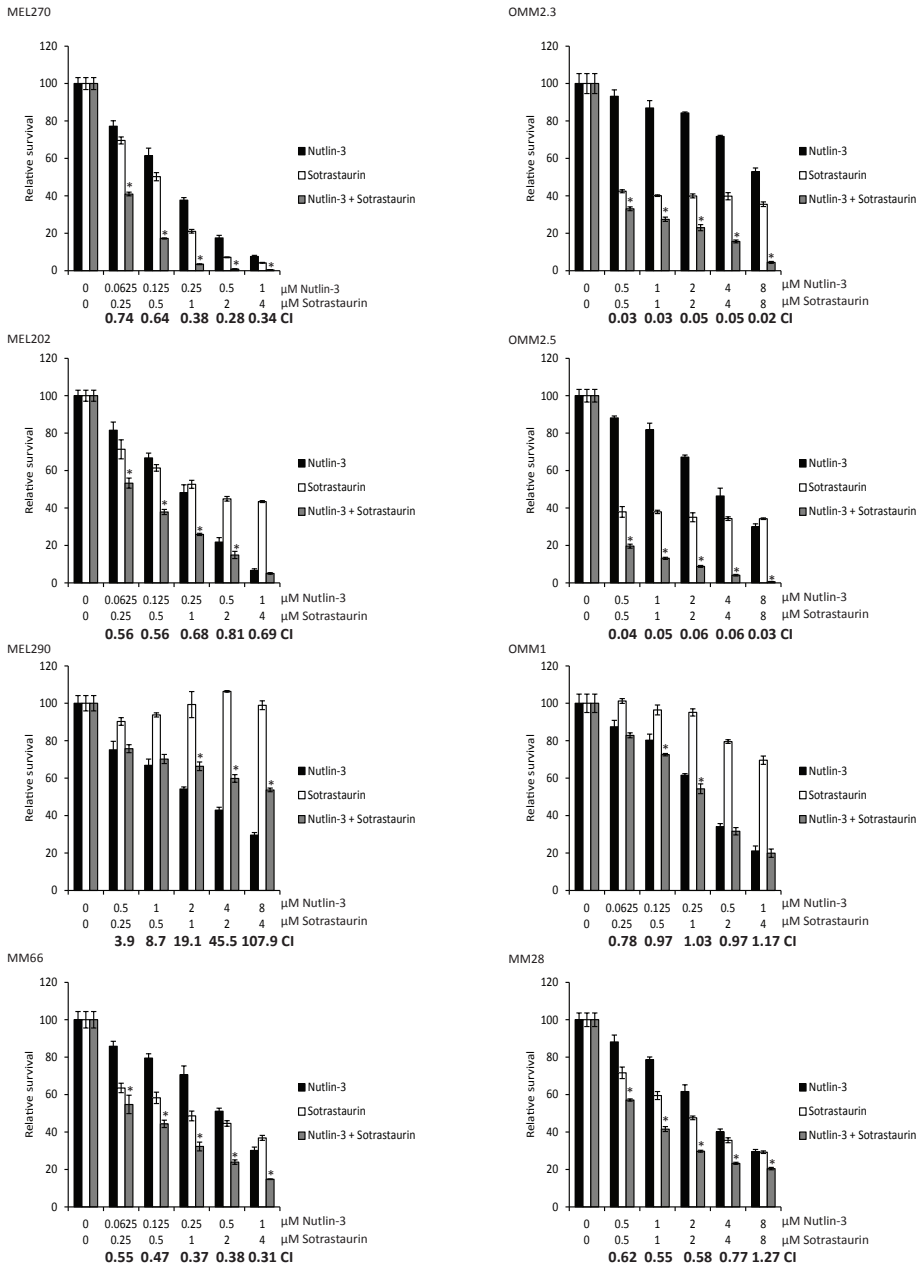 MEL270
120
100
80
60
40
20
0
Relative survival
Nutlin-3
Sotrastaurin
Nutlin-3 + Sotrastaurin
* * * * *
0 0.0625 0.125 0.25 0.5 1 μM Nutlin-3
0 0.25 0.5 1 2 4 μM Sotrastaurin
0.74 0.64 0.38 0.28 0.34 CI
OMM2.3
120
100
80
60
40
20
0
Relative survival
Nutlin-3
Sotrastaurin
Nutlin-3 + Sotrastaurin
* * * * *
0 0.5 1 2 4 8 μM Nutlin-3
0 0.5 1 2 4 8 μM Sotrastaurin
0.03 0.03 0.05 0.05 0.02 CI
MEL202
120
100
80
60
40
20
0
Relative survival
Nutlin-3
Sotrastaurin
Nutlin-3 + Sotrastaurin
* * * *
0 0.0625 0.125 0.25 0.5 1 μM Nutlin-3
0 0.25 0.5 1 2 4 μM Sotrastaurin
0.56 0.56 0.68 0.81 0.69 CI
OMM2.5
120
100
80
60
40
20
0
Relative survival
Nutlin-3
Sotrastaurin
Nutlin-3 + Sotrastaurin
* * * * *
0 0.5 1 2 4 8 μM Nutlin-3
0 0.5 1 2 4 8 μM Sotrastaurin
0.04 0.05 0.06 0.06 0.03 CI
MEL290
120
100
80
60
40
20
0
Relative survival
Nutlin-3
Sotrastaurin
Nutlin-3 + Sotrastaurin
* * *
0 0.5 1 2 4 8 μM Nutlin-3
0 0.25 0.5 1 2 4 μM Sotrastaurin
3.9 8.7 19.1 45.5 107.9 CI
OMM1
120
100
80
60
40
20
0
Relative survival
Nutlin-3
Sotrastaurin
Nutlin-3 + Sotrastaurin
* *
0 0.0625 0.125 0.25 0.5 1 μM Nutlin-3
0 0.25 0.5 1 2 4 μM Sotrastaurin
0.78 0.97 1.03 0.97 1.17 CI
MM66
120
100
80
60
40
20
0
Relative survival
Nutlin-3
Sotrastaurin
Nutlin-3 + Sotrastaurin
* * * * *
0 0.0625 0.125 0.25 0.5 1 μM Nutlin-3
0 0.25 0.5 1 2 4 μM Sotrastaurin
0.55 0.47 0.37 0.38 0.31 CI
MM28
120
100
80
60
40
20
0
Relative survival
Nutlin-3
Sotrastaurin
Nutlin-3 + Sotrastaurin
* * * * *
0 0.5 1 2 4 8 μM Nutlin-3
0 0.5 1 2 4 8 μM Sotrastaurin
0.62 0.55 0.58 0.77 1.27 CI